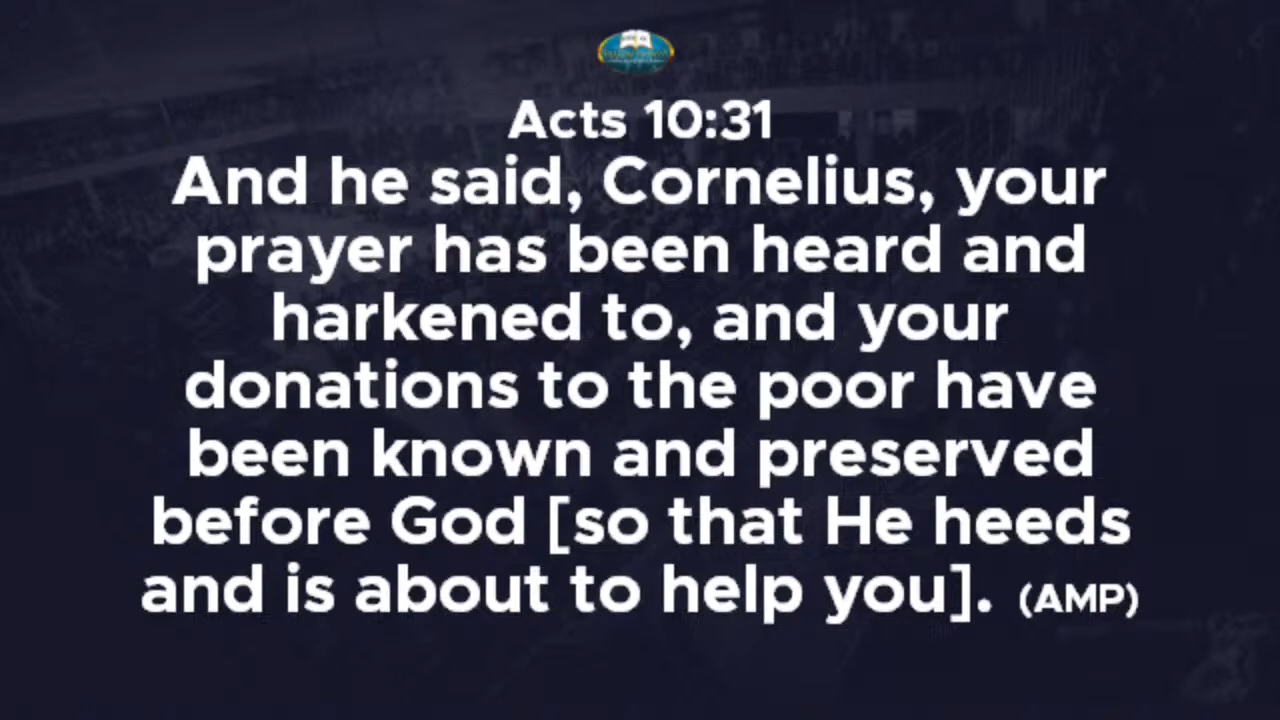 Acts 10:31
And he said, Cornelius, your
prayer has been heard and
harkened to, and your
donations to the poor have
been known and preserved
before God [so that He heeds
and is about to help you]. (AMP)